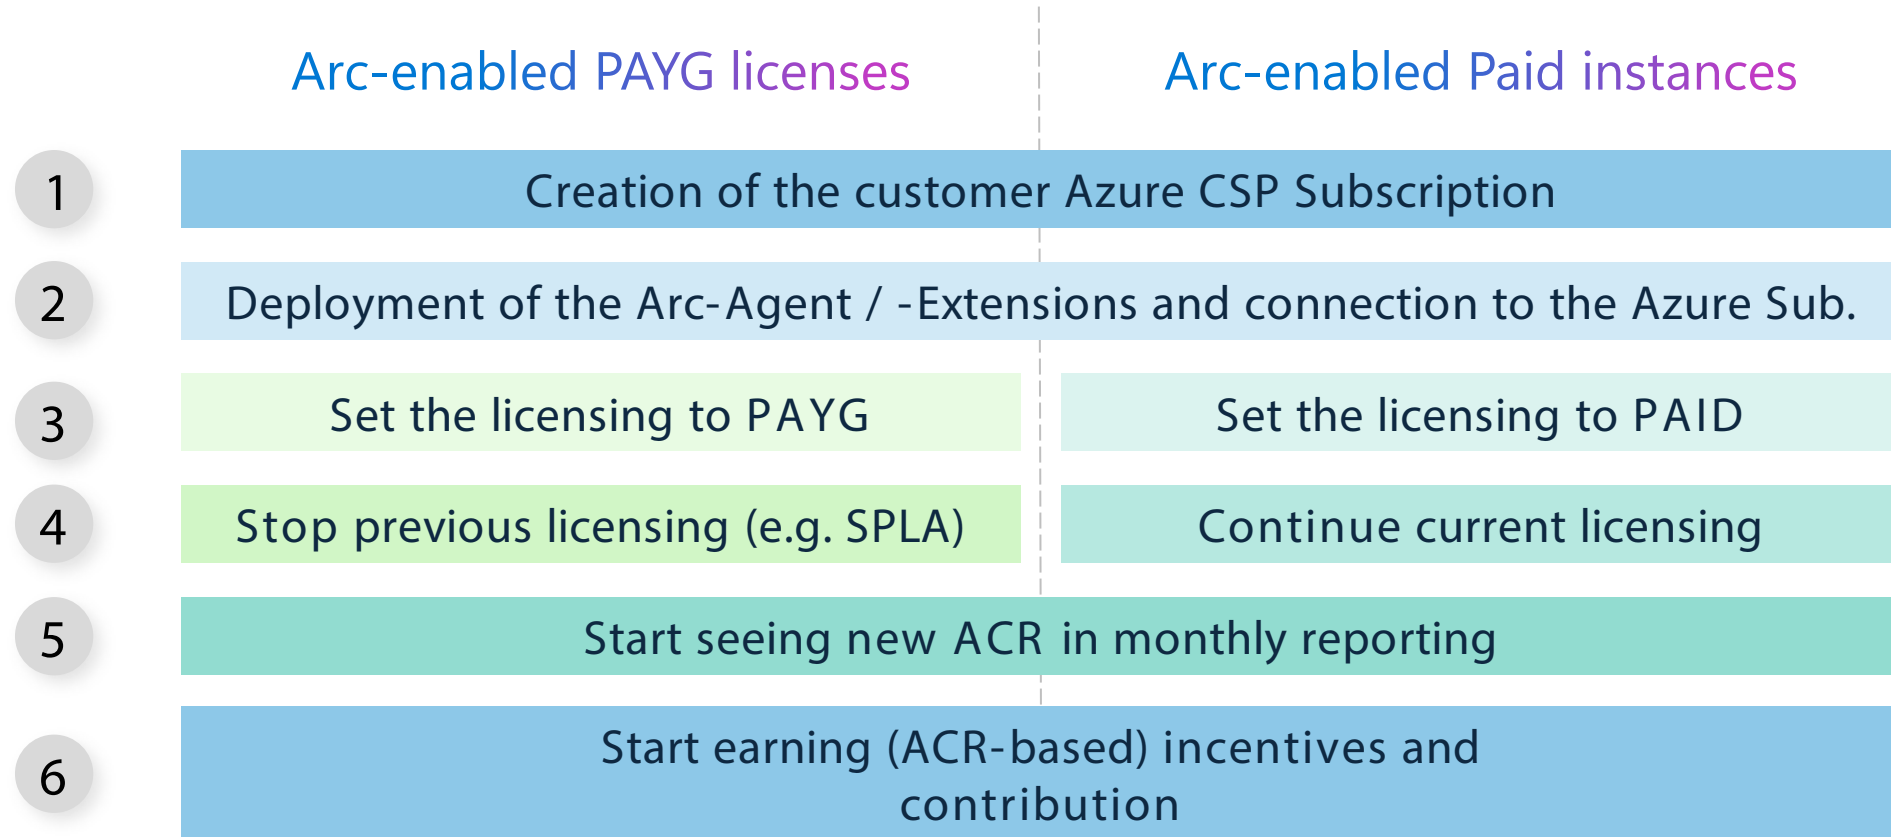 Arc-enabled PAYG licenses
Arc-enabled Paid instances
1
Creation of the customer Azure CSP Subscription
2
Deployment of the Arc-Agent / -Extensions and connection to the Azure Sub.
3
Set the licensing to PAYG
Set the licensing to PAID
4
Stop previous licensing (e.g. SPLA)
Continue current licensing
5
Start seeing new ACR in monthly reporting
6
Start earning (ACR-based) incentives and
contribution